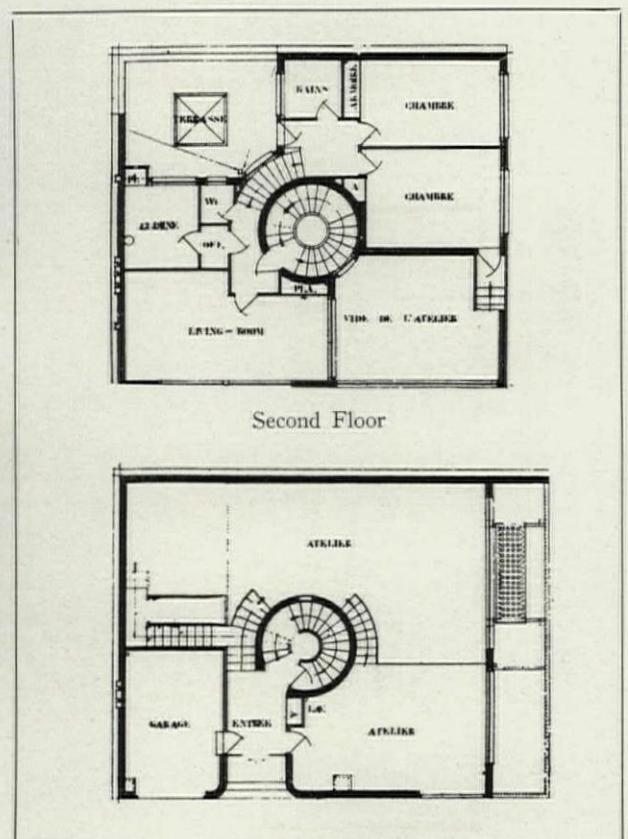 BAINS
ARMOIRE
CHAMBRE
TERRASSE
PL.
WC
A
CHAMBRE
OFF.
PLA.
VIDE DE L'ATELIER
LIVING-ROOM
Second Floor
ATELIER
GARAGE
ENTREE
LAV.
ATELIER